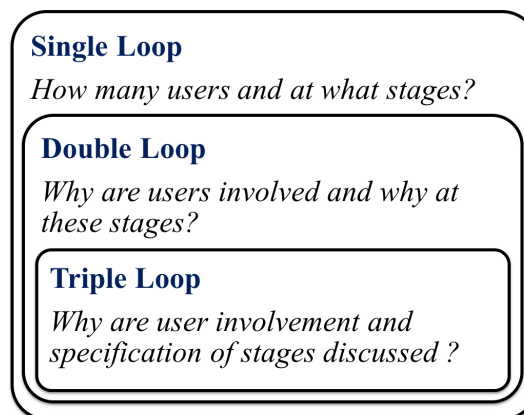 Single Loop
How many users and at what stages?
Double Loop
Why are users involved and why at
these stages?
Triple Loop
Why are user involvement and
specification of stages discussed ?